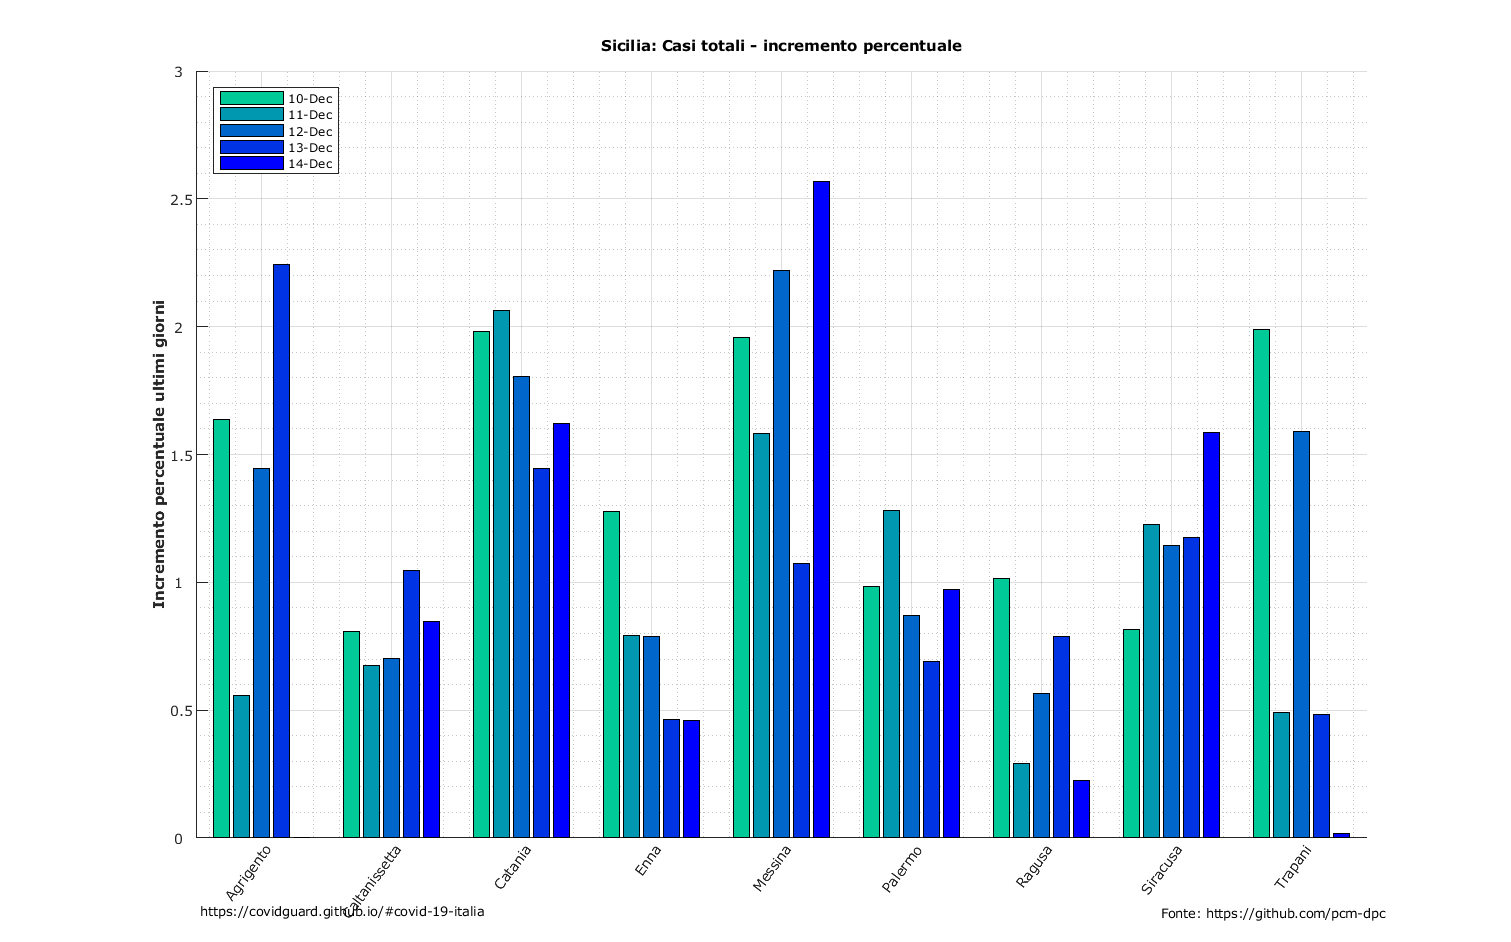 Sicilia: Casi totali - incremento percentuale
3
2.5
2
1.5
1
0.5
0
10-Dec
11-Dec
12-Dec
13-Dec
14-Dec
Incremento percentuale ultimi giorni
Agrigento
Caltanissetta
Catania
Enna
Messina
Palermo
Ragusa
Siracusa
Trapani
https://covidguard.github.io/#covid-19-italia
Fonte: https://github.com/pcm-dpc